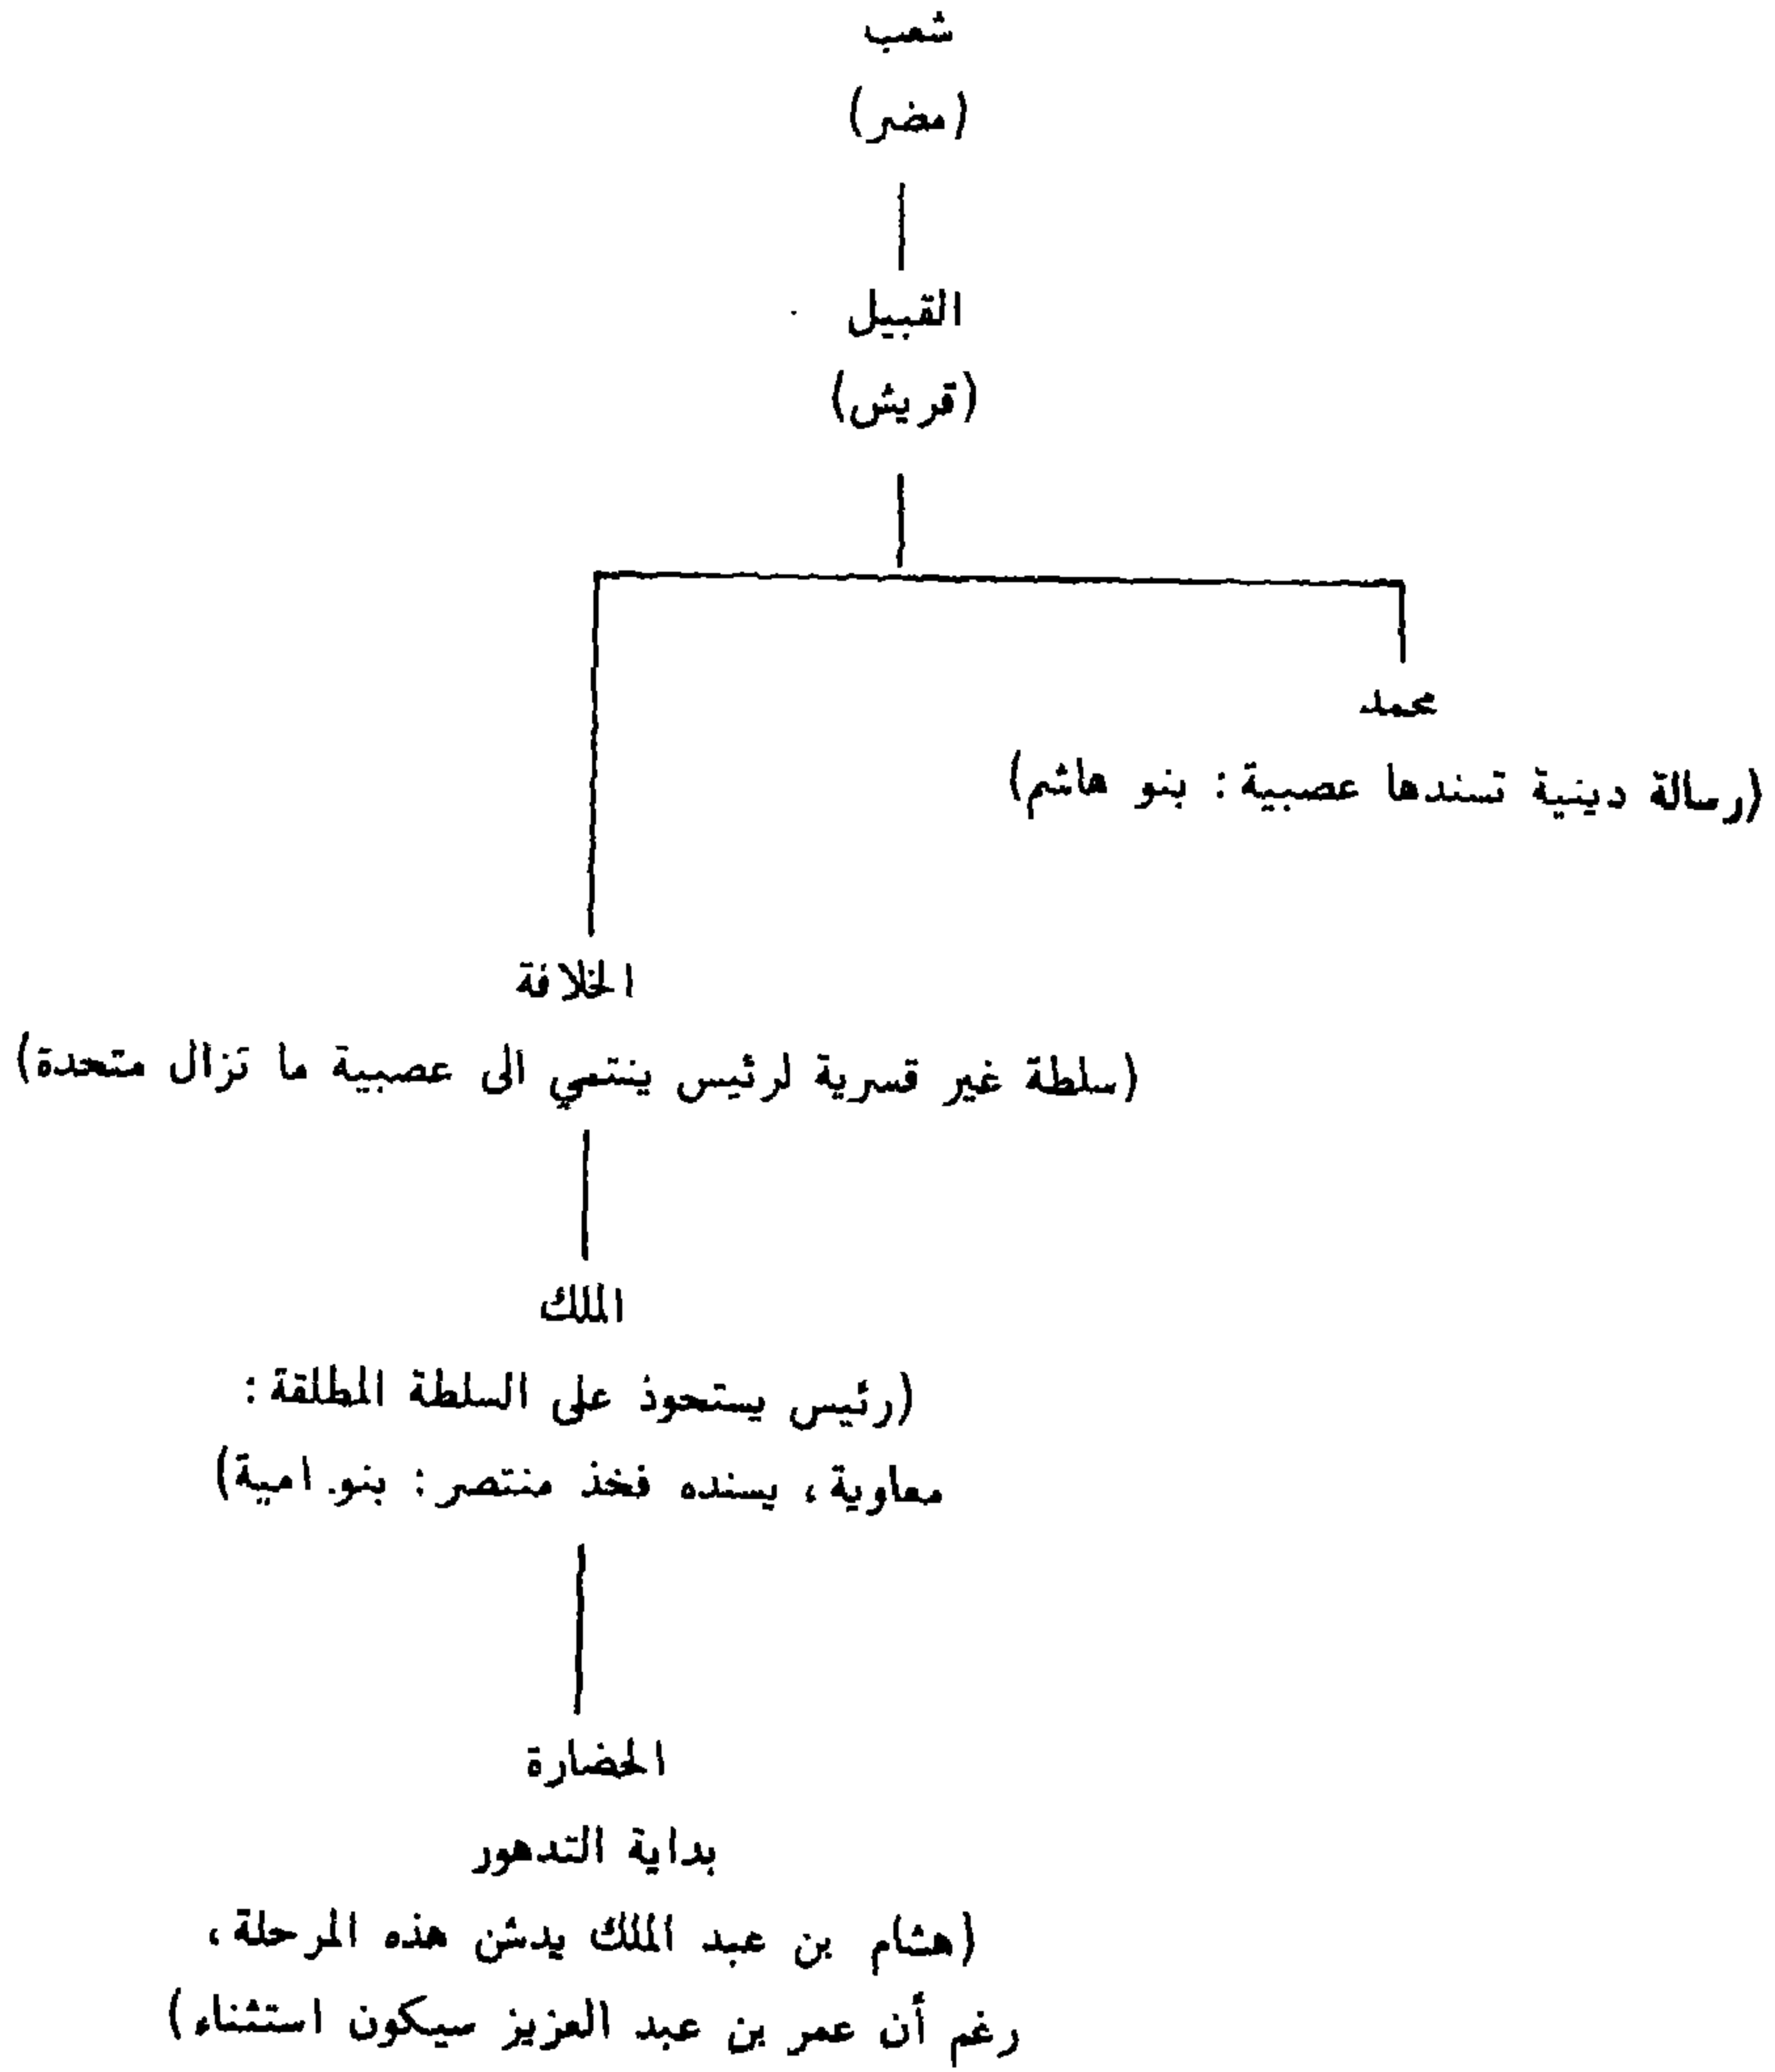 شعب
(مضر)
القبيل
(قريش)
محمد
(رسالة دينية تسندها عصبية: بنو هاشم)
الخلافة
(سلطة غير قسرية لرئيس ينتمي الى عصبية ما تزال متحدة)
الملك
(رئيس يستحوذ على السلطة المطلقة:
معاوية، يسنده فخذ منتصر: بنو امية)
الحضارة
بداية التدهور
(هشام بن عبد الملك يدشن هذه المرحلة،
رغم أن عمر بن عبد العزيز سيكون استثناء)